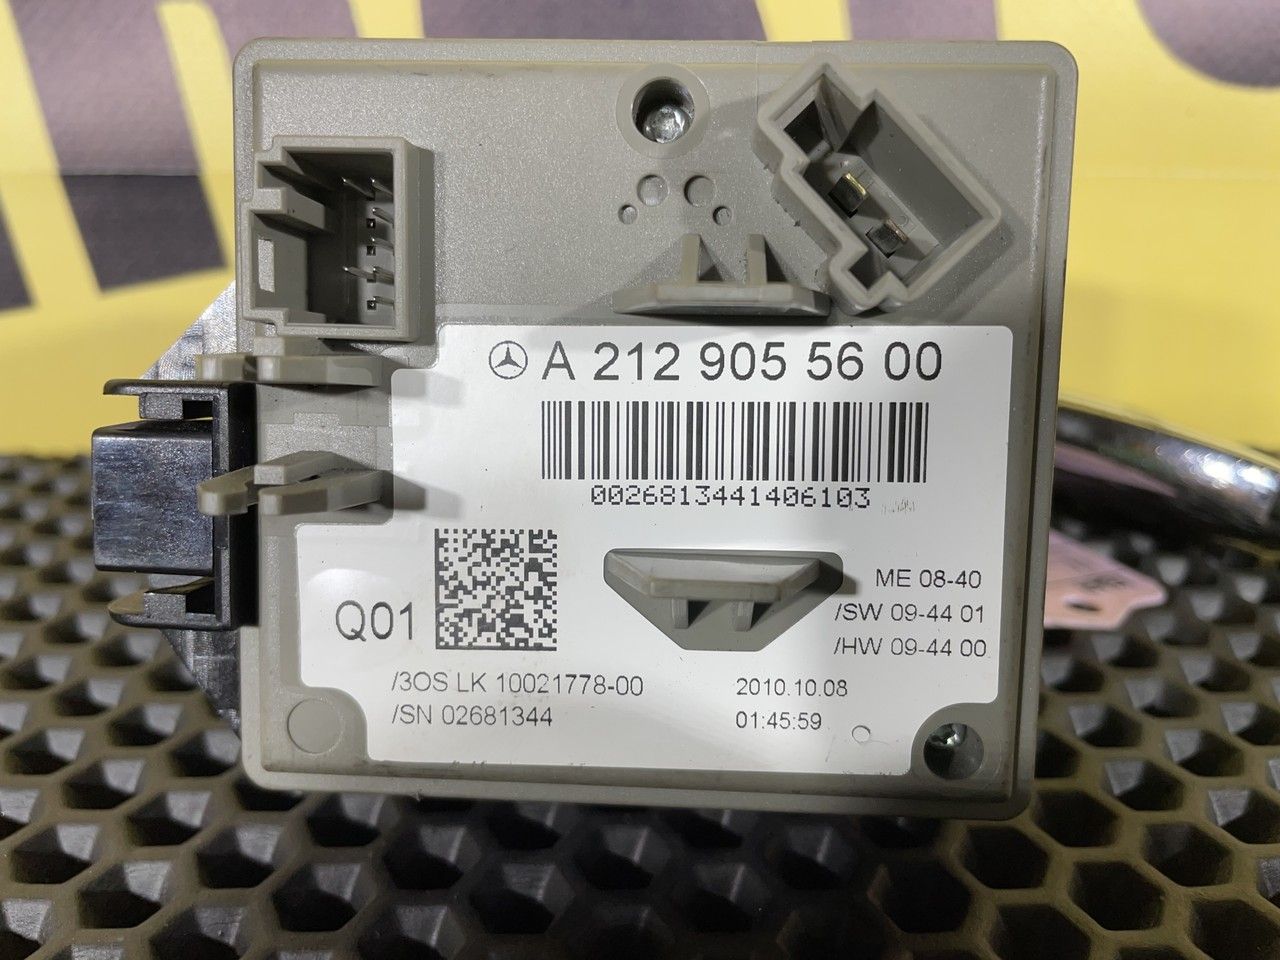 A 212 905 56 00
0026813441406103
Q01
ME 08-40
/SW 09-44 01
/HW 09-44 00
/3OS LK 10021778-00
/SN 02681344
2010.10.08
01:45:59